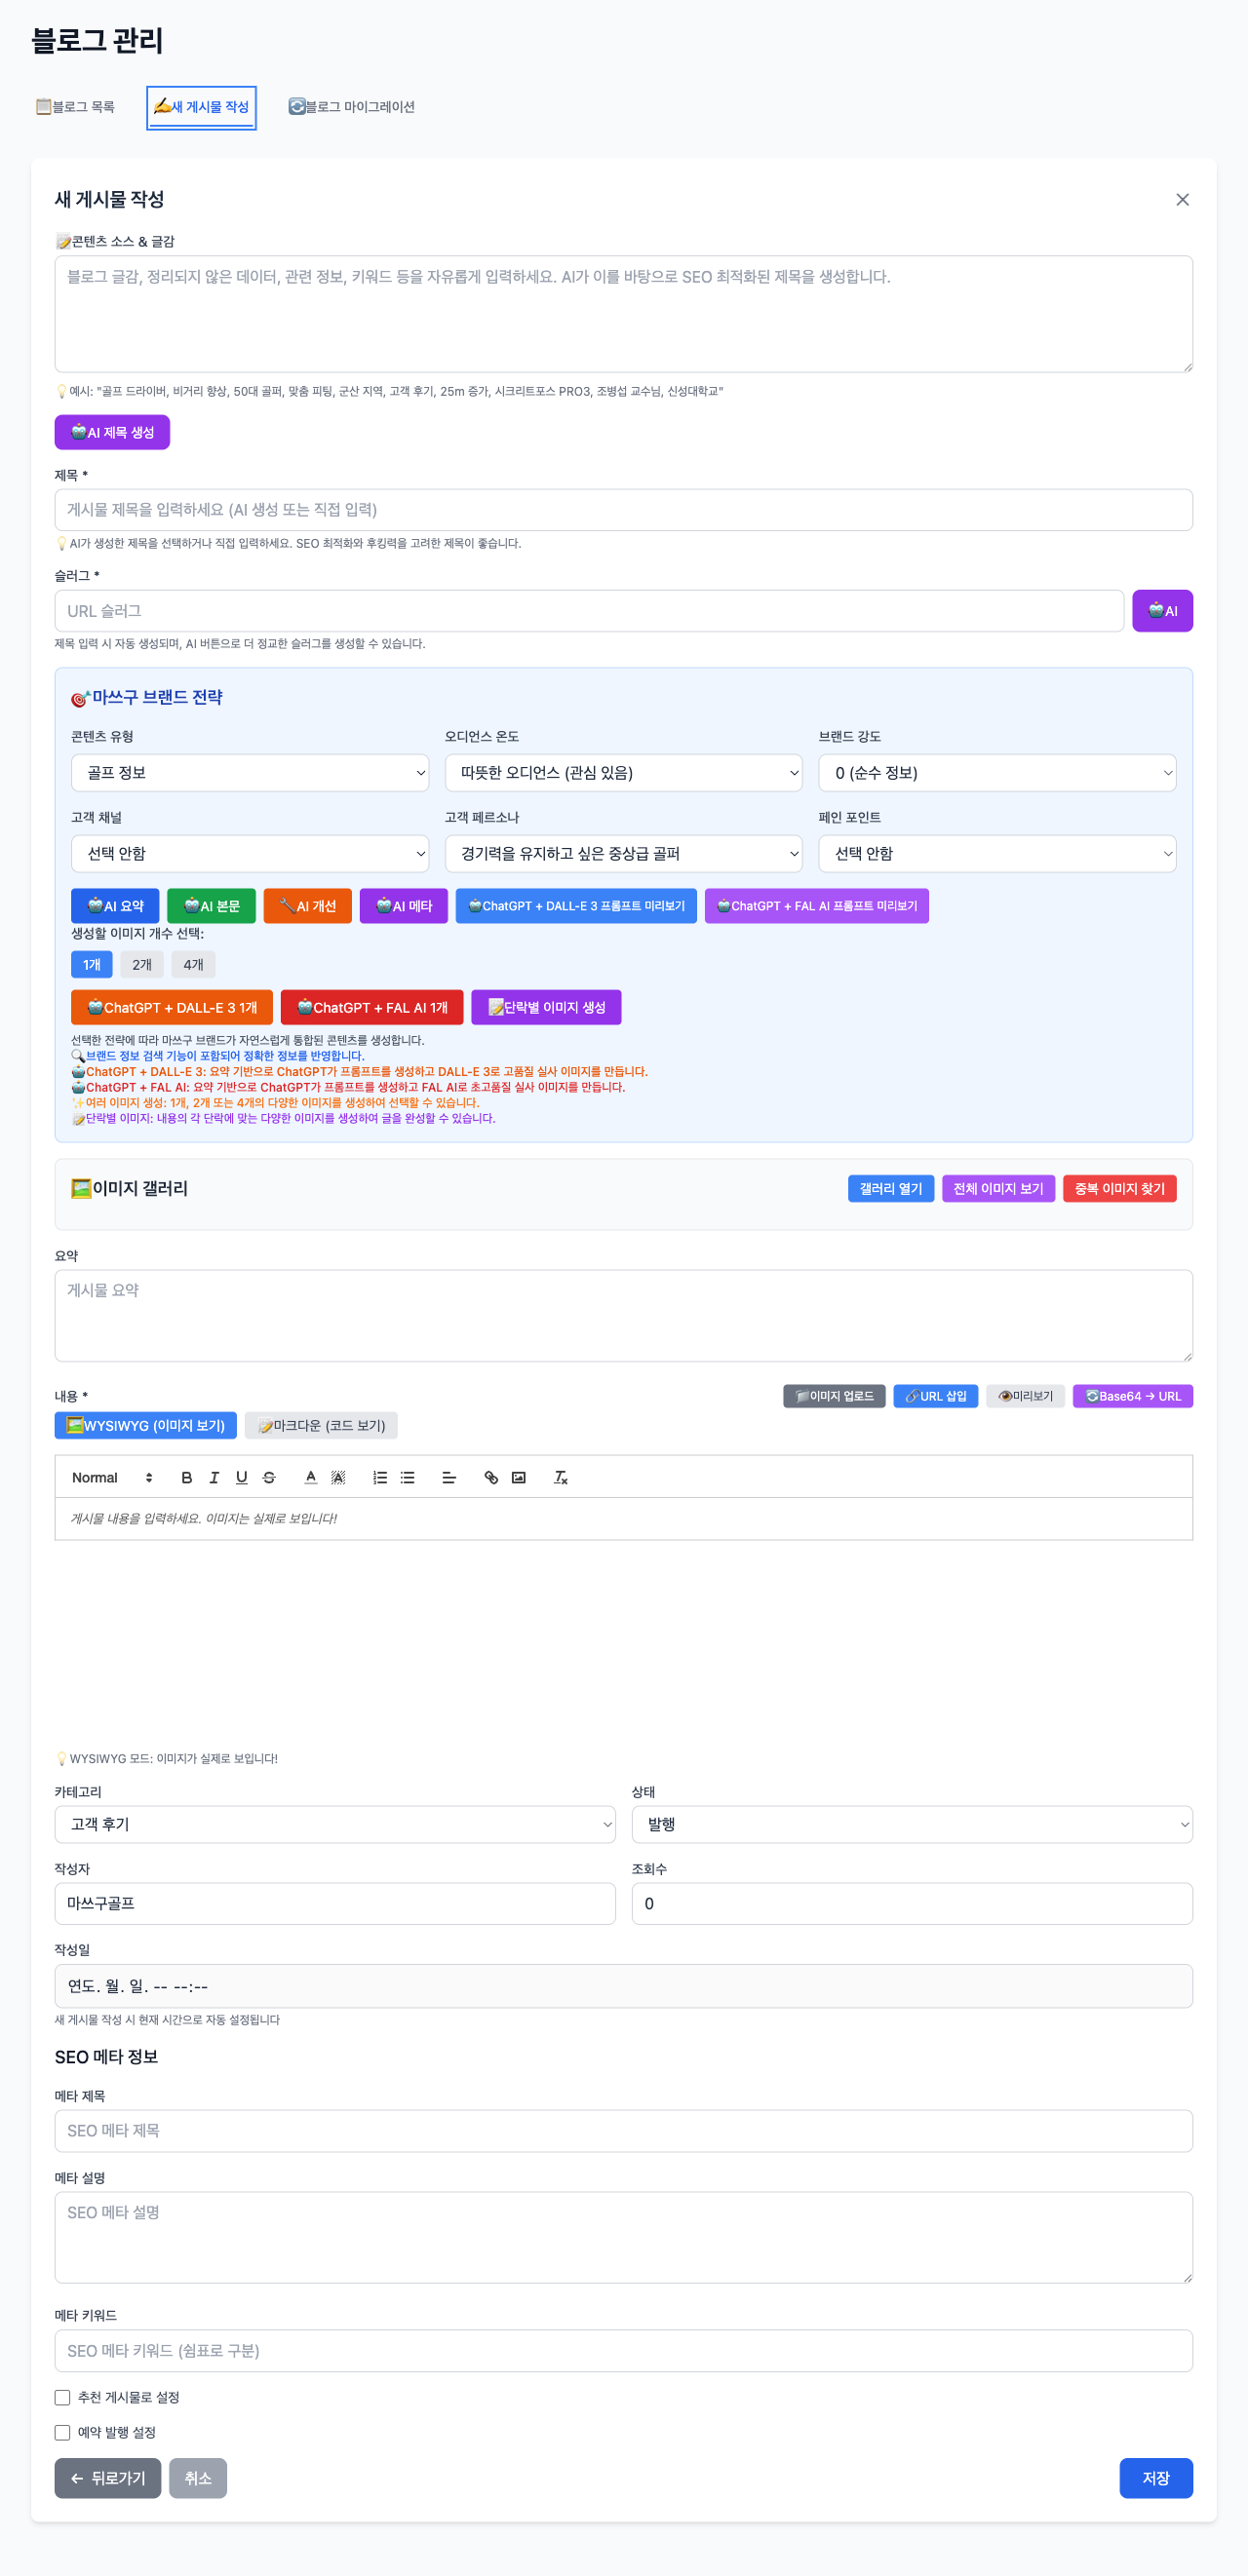 블로그 관리
📋블로그 목록
✍️새 게시물 작성
🔄블로그 마이그레이션
새 게시물 작성
📝콘텐츠 소스 & 글감
블로그 글감, 정리되지 않은 데이터, 관련 정보, 키워드 등을 자유롭게 입력하세요. AI가 이를 바탕으로 SEO 최적화된 제목을 생성합니다.
💡예시: "골프 드라이버, 비거리 향상, 50대 골퍼, 맞춤 피팅, 군산 지역, 고객 후기, 25m 증가, 시크리트포스 PRO3, 조병섭 교수님, 신성대학교"
🤖AI 제목 생성
제목 *
게시물 제목을 입력하세요 (AI 생성 또는 직접 입력)
💡AI가 생성한 제목을 선택하거나 직접 입력하세요. SEO 최적화와 후킹력을 고려한 제목이 좋습니다.
슬러그 *
URL 슬러그
🤖AI
제목 입력 시 자동 생성되며, AI 버튼으로 더 정교한 슬러그를 생성할 수 있습니다.
🎯마쓰구 브랜드 전략
콘텐츠 유형
오디언스 온도
브랜드 강도
골프 정보
따뜻한 오디언스 (관심 있음)
0 (순수 정보)
고객 채널
고객 페르소나
페인 포인트
선택 안함
경기력을 유지하고 싶은 중상급 골퍼
선택 안함
🤖AI 요약
🤖AI 본문
🔧AI 개선
🤖AI 메타
🤖ChatGPT + DALL-E 3 프롬프트 미리보기
🤖ChatGPT + FAL AI 프롬프트 미리보기
생성할 이미지 개수 선택:
1개
2개
4개
🤖ChatGPT + DALL-E 3 1개
🤖ChatGPT + FAL AI 1개
📝단락별 이미지 생성
선택한 전략에 따라 마쓰구 브랜드가 자연스럽게 통합된 콘텐츠를 생성합니다.
🔍브랜드 정보 검색 기능이 포함되어 정확한 정보를 반영합니다.
🤖ChatGPT + DALL-E 3: 요약 기반으로 ChatGPT가 프롬프트를 생성하고 DALL-E 3로 고품질 실사 이미지를 만듭니다.
🤖ChatGPT + FAL AI: 요약 기반으로 ChatGPT가 프롬프트를 생성하고 FAL AI로 초고품질 실사 이미지를 만듭니다.
✨여러 이미지 생성: 1개, 2개 또는 4개의 다양한 이미지를 생성하여 선택할 수 있습니다.
📝단락별 이미지: 내용의 각 단락에 맞는 다양한 이미지를 생성하여 글을 완성할 수 있습니다.
🖼️이미지 갤러리
갤러리 열기
전체 이미지 보기
중복 이미지 찾기
요약
게시물 요약
내용 *
이미지 업로드
🔗URL 삽입
👁️미리보기
🔄Base64 → URL
🖼️WYSIWYG (이미지 보기)
📝마크다운 (코드 보기)
Normal
게시물 내용을 입력하세요. 이미지는 실제로 보입니다!
💡WYSIWYG 모드: 이미지가 실제로 보입니다!
카테고리
상태
고객 후기
발행
작성자
조회수
마쓰구골프
0
작성일
연도. 월. 일. -- --:--
새 게시물 작성 시 현재 시간으로 자동 설정됩니다
SEO 메타 정보
메타 제목
SEO 메타 제목
메타 설명
SEO 메타 설명
메타 키워드
SEO 메타 키워드 (쉼표로 구분)
추천 게시물로 설정
예약 발행 설정
← 뒤로가기
취소
저장